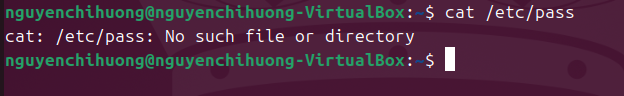 nguyenchihuong@nguyenchihuong-VirtualBox:~$ cat /etc/pass
cat: /etc/pass: No such file or directory
nguyenchihuong@nguyenchihuong-VirtualBox:~$